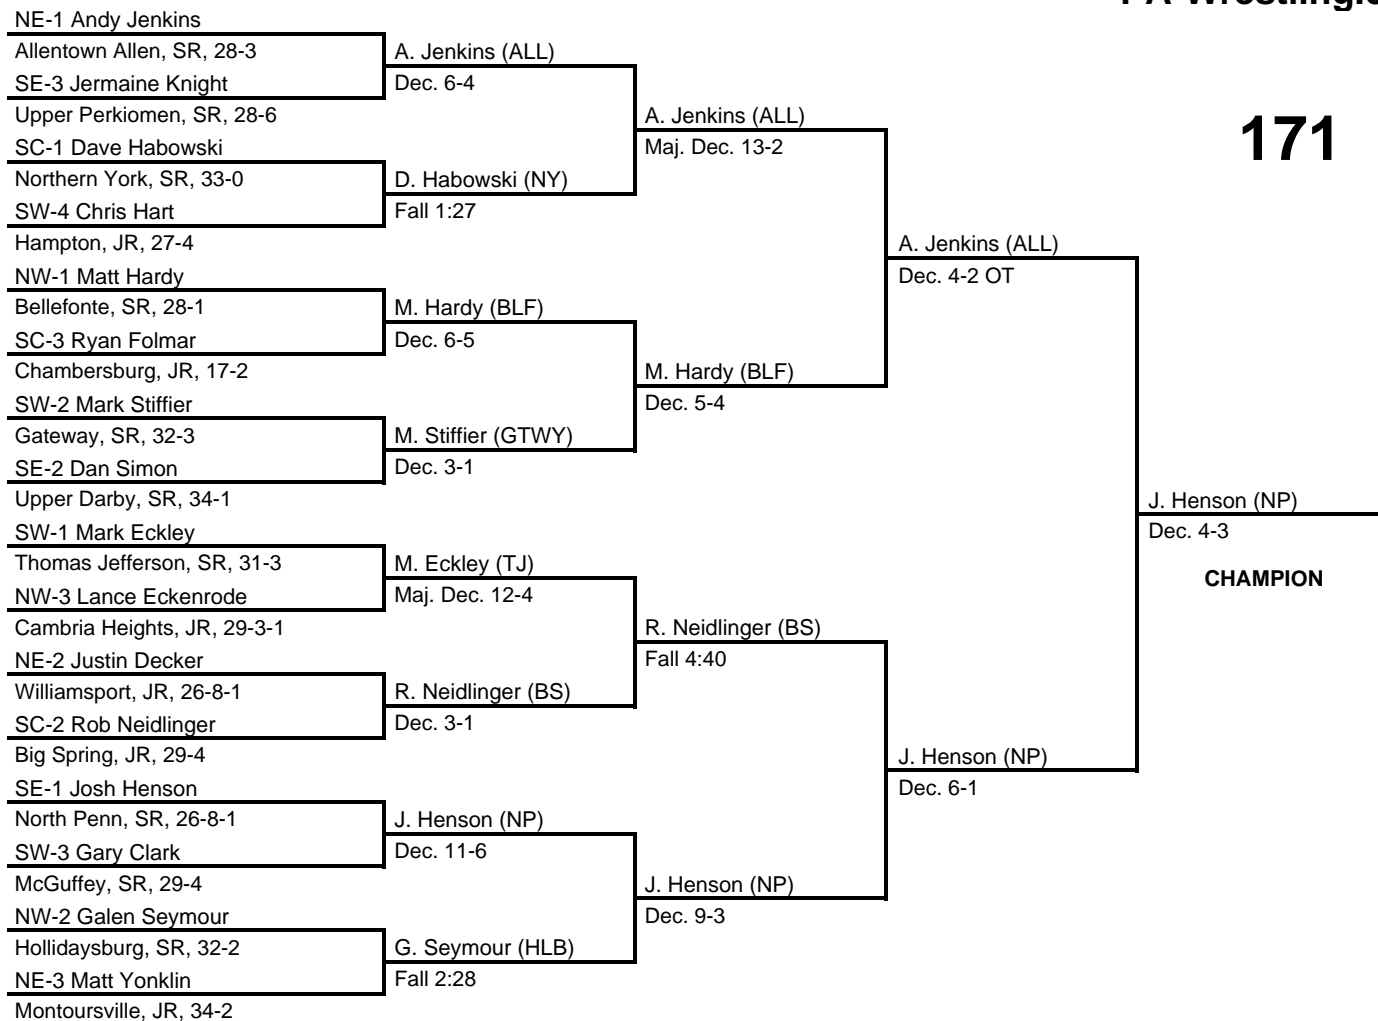 NE-1 Andy Jenkins
Allentown Allen, SR, 28-3
SE-3 Jermaine Knight
Upper Perkiomen, SR, 28-6
SC-1 Dave Habowski
Northern York, SR, 33-0
SW-4 Chris Hart
Hampton, JR, 27-4
NW-1 Matt Hardy
Bellefonte, SR, 28-1
SC-3 Ryan Folmar
Chambersburg, JR, 17-2
SW-2 Mark Stiffier
Gateway, SR, 32-3
SE-2 Dan Simon
Upper Darby, SR, 34-1
SW-1 Mark Eckley
Thomas Jefferson, SR, 31-3
NW-3 Lance Eckenrode
Cambria Heights, JR, 29-3-1
NE-2 Justin Decker
Williamsport, JR, 26-8-1
SC-2 Rob Neidlinger
Big Spring, JR, 29-4
SE-1 Josh Henson
North Penn, SR, 26-8-1
SW-3 Gary Clark
McGuffey, SR, 29-4
NW-2 Galen Seymour
Hollidaysburg, SR, 32-2
NE-3 Matt Yonklin
Montoursville, JR, 34-2
A. Jenkins (ALL)
Dec. 6-4
D. Habowski (NY)
Fall 1:27
M. Hardy (BLF)
Dec. 6-5
M. Stiffier (GTWY)
Dec. 3-1
M. Eckley (TJ)
Maj. Dec. 12-4
R. Neidlinger (BS)
Dec. 3-1
J. Henson (NP)
Dec. 11-6
G. Seymour (HLB)
Fall 2:28
A. Jenkins (ALL)
Maj. Dec. 13-2
M. Hardy (BLF)
Dec. 5-4
R. Neidlinger (BS)
Fall 4:40
J. Henson (NP)
Dec. 9-3
A. Jenkins (ALL)
Dec. 4-2 OT
J. Henson (NP)
Dec. 6-1
171
J. Henson (NP)
Dec. 4-3
CHAMPION